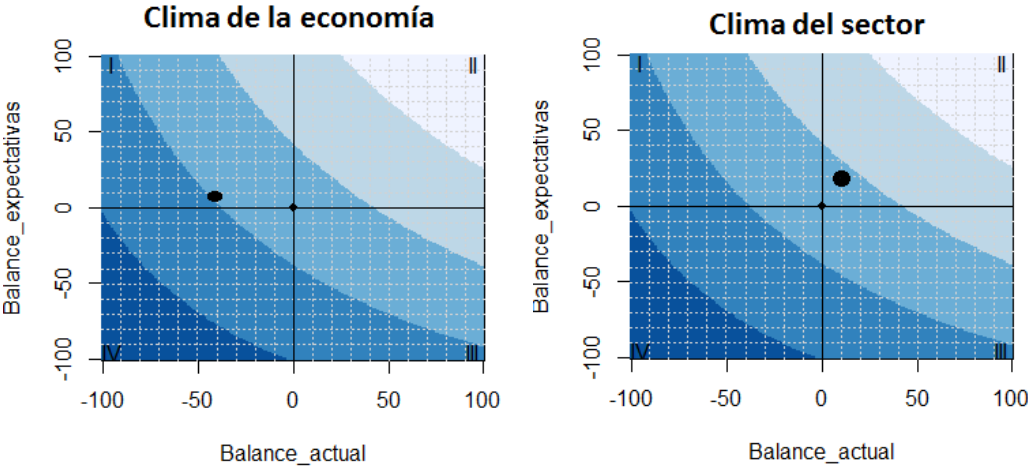 Clima de la economía
Balance_expectativas
100
50
0
-50
-100
I
II
IV
III
-100
-50
0
50
100
Balance_actual
Clima del sector
Balance_expectativas
100
50
0
-50
-100
I
II
IV
III
-100
-50
0
50
100
Balance_actual